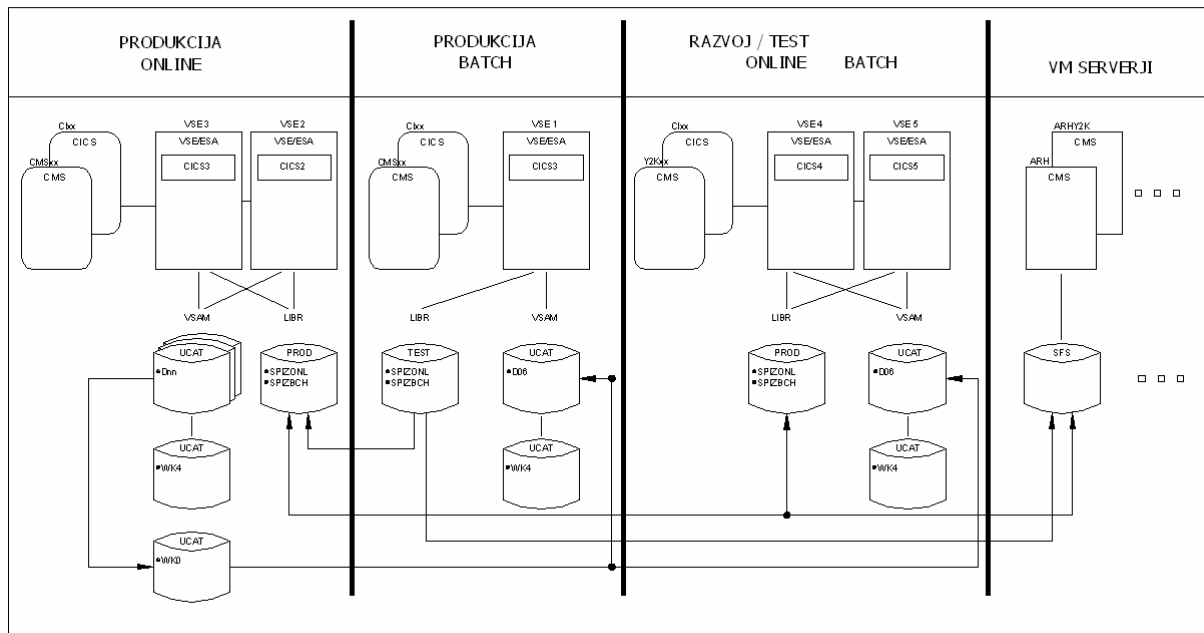 PRODUKCIJA
ONLINE
PRODUKCIJA
BATCH
RAZVOJ / TEST
ONLINE BATCH
VM SERVERJI
CIxx
CICS
CMSxx
CMS
VSE3
VSE/ESA
CICS3
VSE2
VSE/ESA
CICS2
CIxx
CICS
CMSxx
CMS
VSE 1
VSE/ESA
CICS3
CIxx
CICS
Y2Kxx
CMS
VSE4
VSE/ESA
CICS4
VSE 5
VSE/ESA
CICS5
ARHY2K
CMS
ARH
CMS
VSAM
LIBR
LIBR
VSAM
LIBR
VSAM
UCAT
Dnn
PROD
SPIZONL
SPIZBCH
TEST
SPIZONL
SPIZBCH
UCAT
D06
PROD
SPIZONL
SPIZBCH
UCAT
D06
SFS
UCAT
WK4
UCAT
WK4
UCAT
WK4
UCAT
WK0